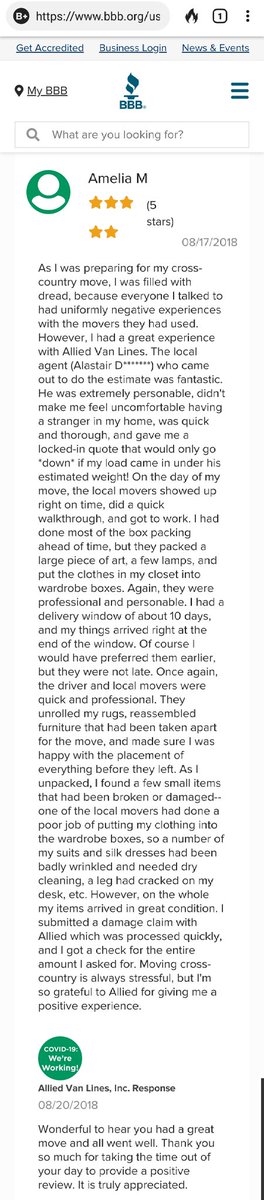 B+ https://www.bbb.org/us 1
Get Accredited Business Login News & Events
My BBB
BBB®
What are you looking for?
Amelia M
(5
stars)
08/17/2018
As I was preparing for my cross-
country move, I was filled with
dread, because everyone I talked to
had uniformly negative experiences
with the movers they had used.
However, I had a great experience
with Allied Van Lines. The local
agent (Alastair D*******) who came
out to do the estimate was fantastic.
He was extremely personable, didn't
make me feel uncomfortable having
a stranger in my home, was quick
and thorough, and gave me a
locked-in quote that would only go
*down* if my load came in under his
estimated weight! On the day of my
move, the local movers showed up
right on time, did a quick
walkthrough, and got to work. I had
done most of the box packing
ahead of time, but they packed a
large piece of art, a few lamps, and
put the clothes in my closet into
wardrobe boxes. Again, they were
professional and personable. I had a
delivery window of about 10 days,
and my things arrived right at the
end of the window. Of course I
would have preferred them earlier,
but they were not late. Once again,
the driver and local movers were
quick and professional. They
unrolled my rugs, reassembled
furniture that had been taken apart
for the move, and made sure I was
happy with the placement of
everything before they left. As I
unpacked, I found a few small items
that had been broken or damaged--
one of the local movers had done a
poor job of putting my clothing into
the wardrobe boxes, so a number of
my suits and silk dresses had been
badly wrinkled and needed dry
cleaning, a leg had cracked on my
desk, etc. However, on the whole
my items arrived in great condition. I
submitted a damage claim with
Allied which was processed quickly,
and I got a check for the entire
amount I asked for. Moving cross-
country is always stressful, but I'm
so grateful to Allied for giving me a
positive experience.
COVID-19:
We're
Working!
Allied Van Lines, Inc. Response
08/20/2018
Wonderful to hear you had a great
move and all went well. Thank you
so much for taking the time out of
your day to provide a positive
review. It is truly appreciated.